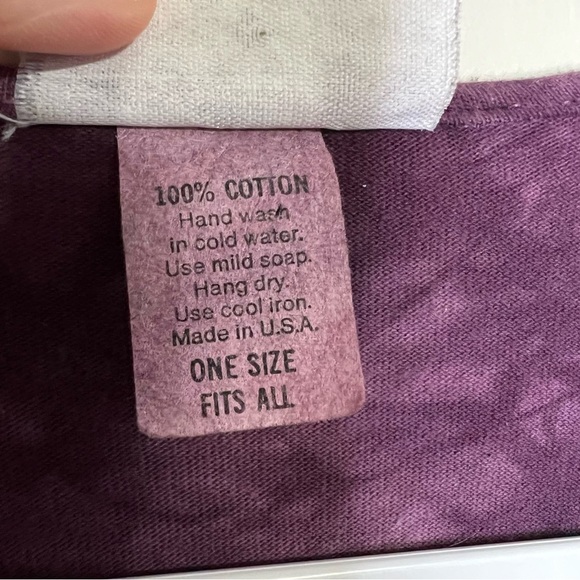 100% COTTON
Hand wash
in cold water.
Use mild soap.
Hang dry.
Use cool iron.
Made in U.S.A.
ONE SIZE
FITS ALL